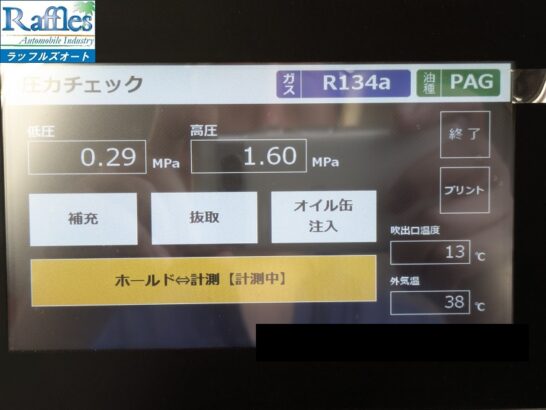 Raffles
Automobile Industry
ラッフルズオート
圧力チェック
ガス R134a 油種 PAG
低圧 高圧
0.29 MPa 1.60 MPa
終了
プリント
補充 抜取 オイル缶
注入
吹出口温度
13 ℃
ホールド⇔計測【計測中】
外気温
38 ℃